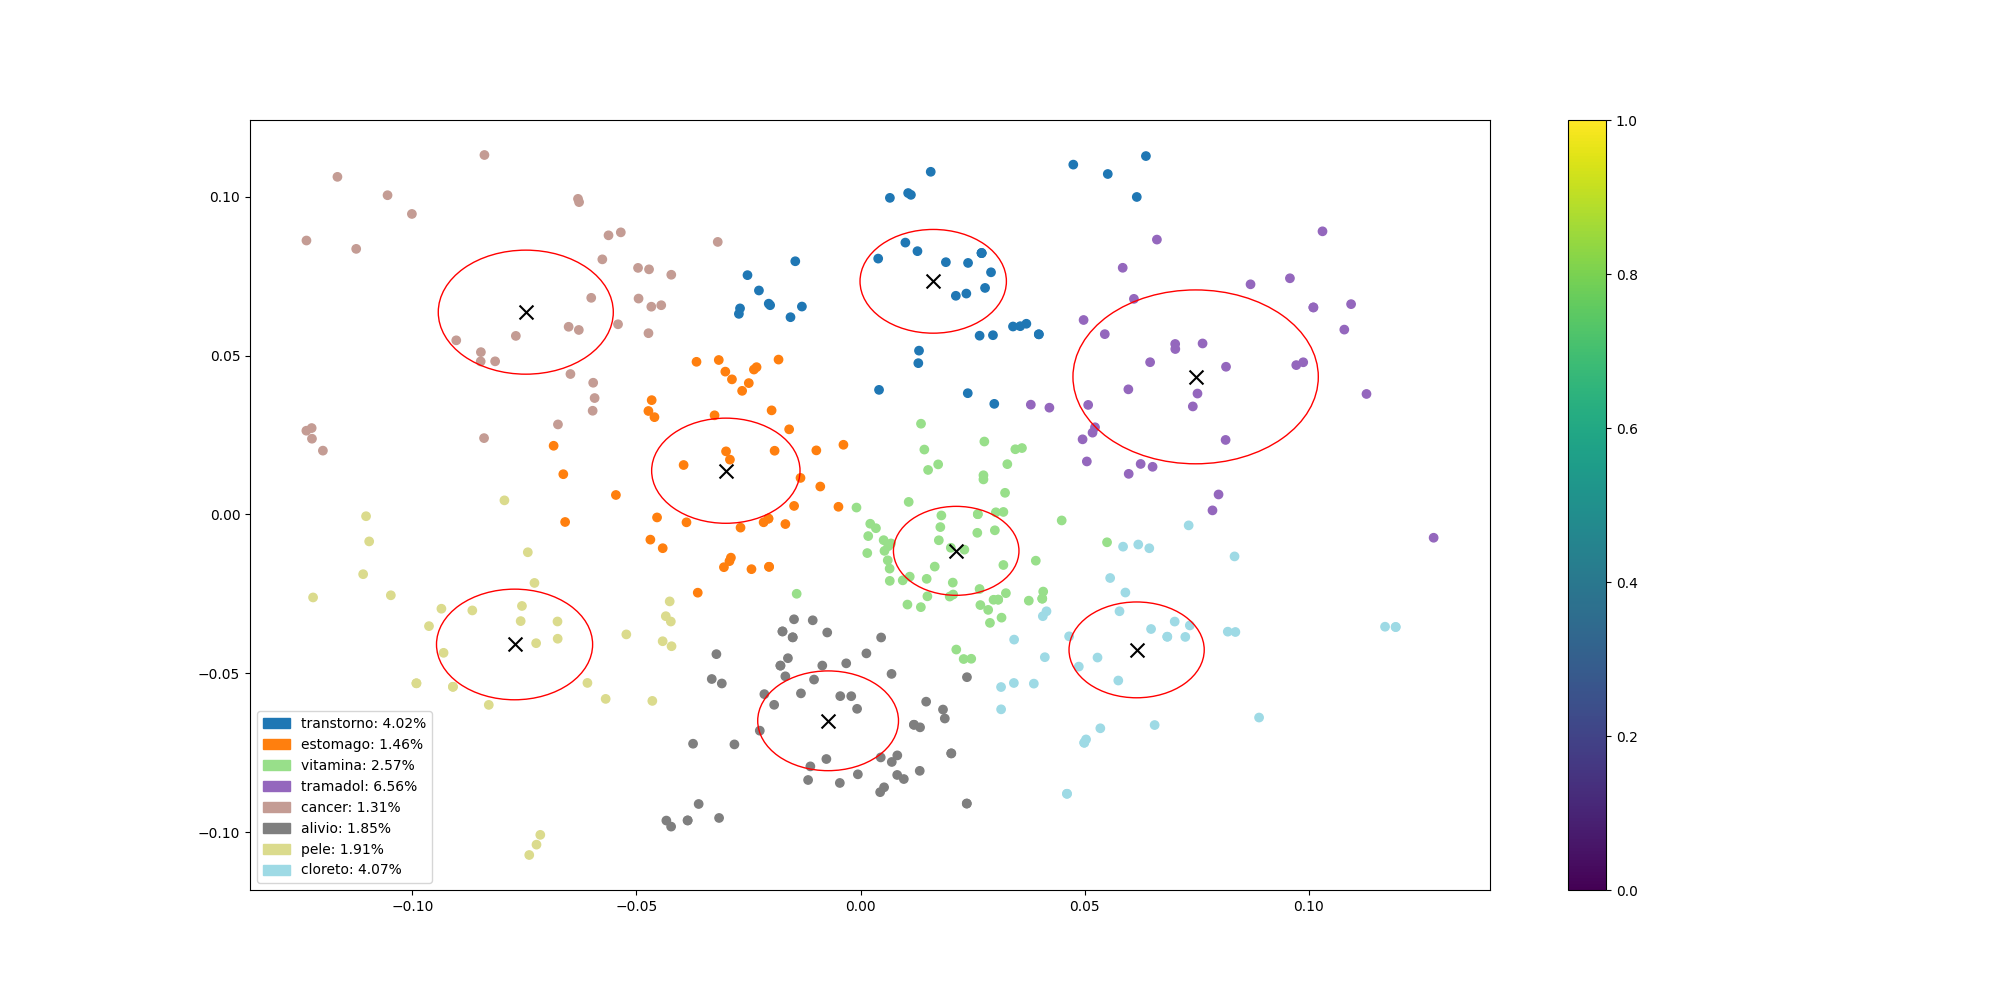 0.10
0.05
0.00
−0.05
−0.10
−0.10
−0.05
0.00
0.05
0.10
transtorno: 4.02%
estomago: 1.46%
vitamina: 2.57%
tramadol: 6.56%
cancer: 1.31%
alivio: 1.85%
pele: 1.91%
cloreto: 4.07%
1.0
0.8
0.6
0.4
0.2
0.0